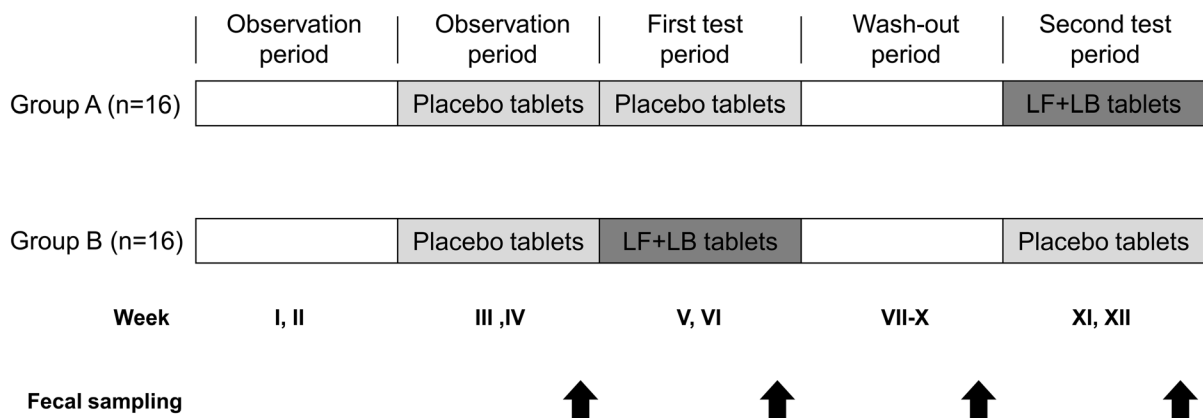 Observation period Observation period First test period Wash-out period Second test period
Group A (n=16) Placebo tablets Placebo tablets LF+LB tablets
Group B (n=16) Placebo tablets LF+LB tablets Placebo tablets
Week I, II III ,IV V, VI VII-X XI, XII
Fecal sampling